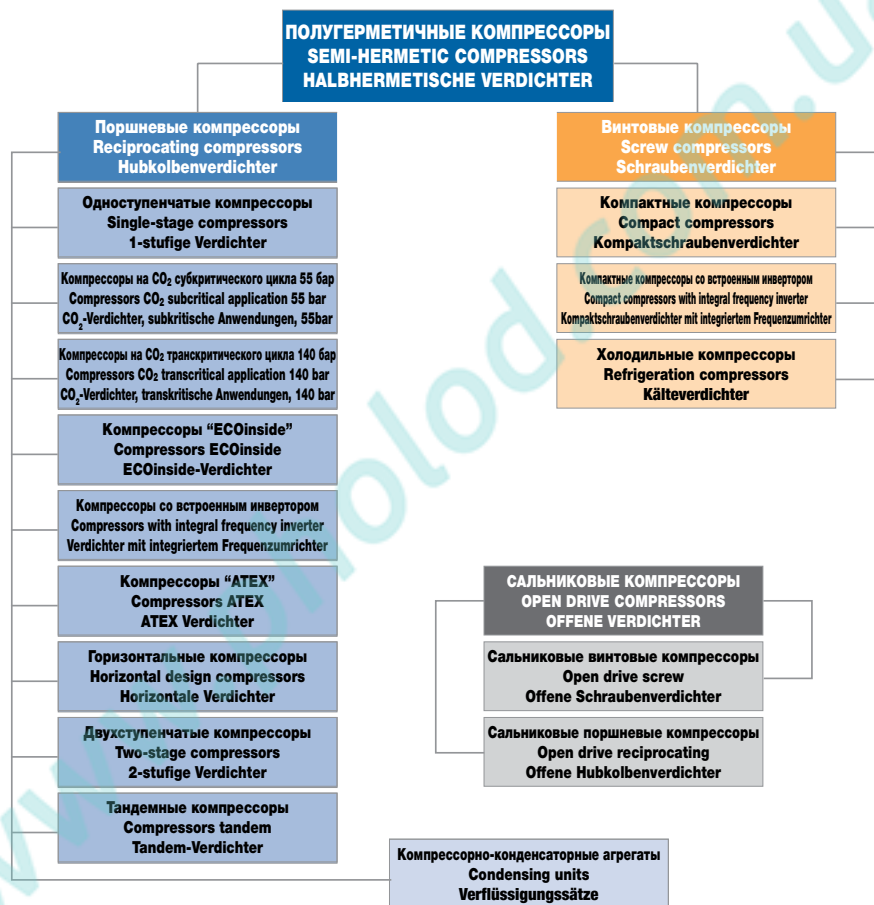 ПОЛУГЕРМЕТИЧНЫЕ КОМПРЕССОРЫ
SEMI-HERMETIC COMPRESSORS
HALBHERMETISCHE VERDICHTER
Поршневые компрессоры
Reciprocating compressors
Hubkolbenverdichter
Одноступенчатые компрессоры
Single-stage compressors
1-stufige Verdichter
Компрессоры на CO₂ субкритического цикла 55 бар
Compressors CO₂ subcritical application 55 bar
CO₂-Verdichter, subkritische Anwendungen, 55bar
Компрессоры на CO₂ транскритического цикла 140 бар
Compressors CO₂ transcritical application 140 bar
CO₂-Verdichter, transkritische Anwendungen, 140 bar
Компрессоры “ECOinside”
Compressors ECOinside
ECOinside-Verdichter
Компрессоры со встроенным инвертором
Compressors with integral frequency inverter
Verdichter mit integriertem Frequenzumrichter
Компрессоры “ATEX”
Compressors ATEX
ATEX Verdichter
Горизонтальные компрессоры
Horizontal design compressors
Horizontale Verdichter
Двухступенчатые компрессоры
Two-stage compressors
2-stufige Verdichter
Тандемные компрессоры
Compressors tandem
Tandem-Verdichter
Винтовые компрессоры
Screw compressors
Schraubenverdichter
Компактные компрессоры
Compact compressors
Kompaktschraubenverdichter
Компактные компрессоры со встроенным инвертором
Compact compressors with integral frequency inverter
Kompaktschraubenverdichter mit integriertem Frequenzumrichter
Холодильные компрессоры
Refrigeration compressors
Kälteverdichter
САЛЬНИКОВЫЕ КОМПРЕССОРЫ
OPEN DRIVE COMPRESSORS
OFFENE VERDICHTER
Сальниковые винтовые компрессоры
Open drive screw
Offene Schraubenverdichter
Сальниковые поршневые компрессоры
Open drive reciprocating
Offene Hubkolbenverdichter
Компрессорно-конденсаторные агрегаты
Condensing units
Verflüssigungssätze